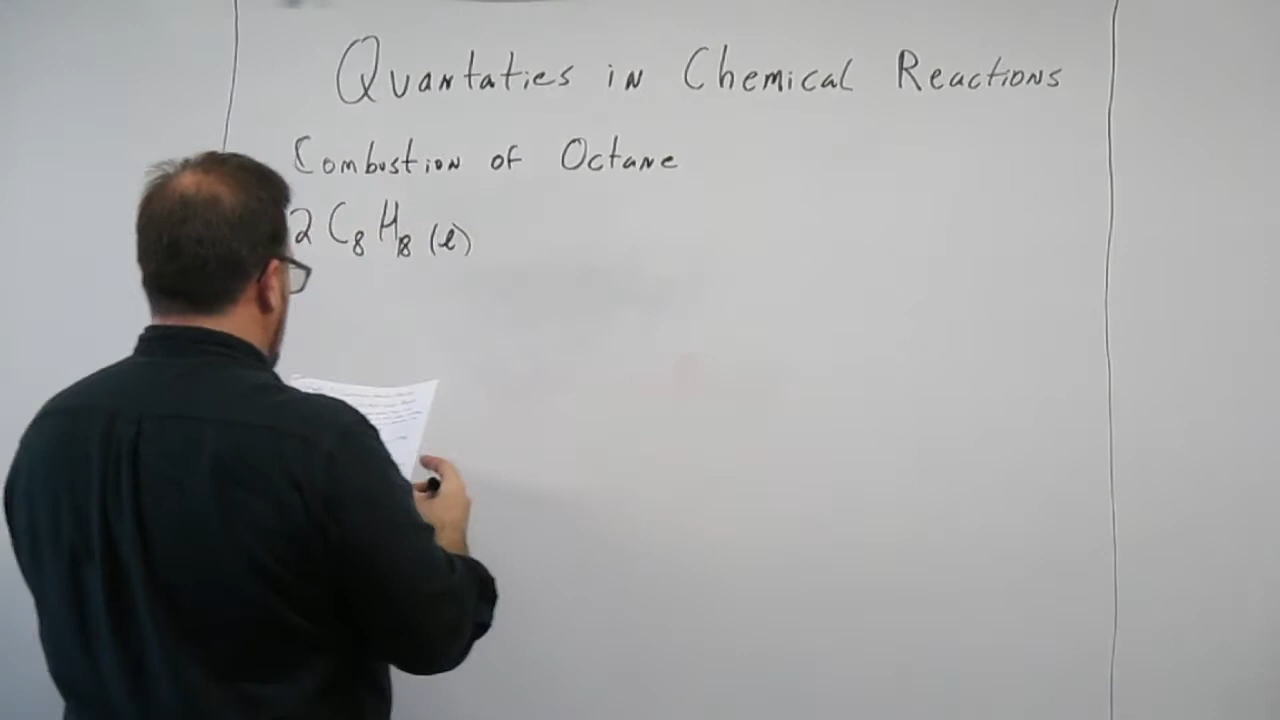 Quantaties in Chemical Reactions
Combustion of Octane
2 C₈H₁₈ (l)